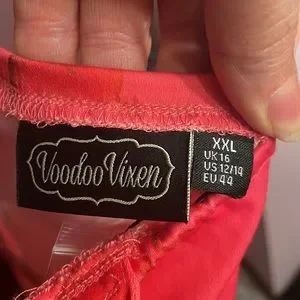 Voodoo Vixen
XXL
UK 16
US 12/14
EU 44